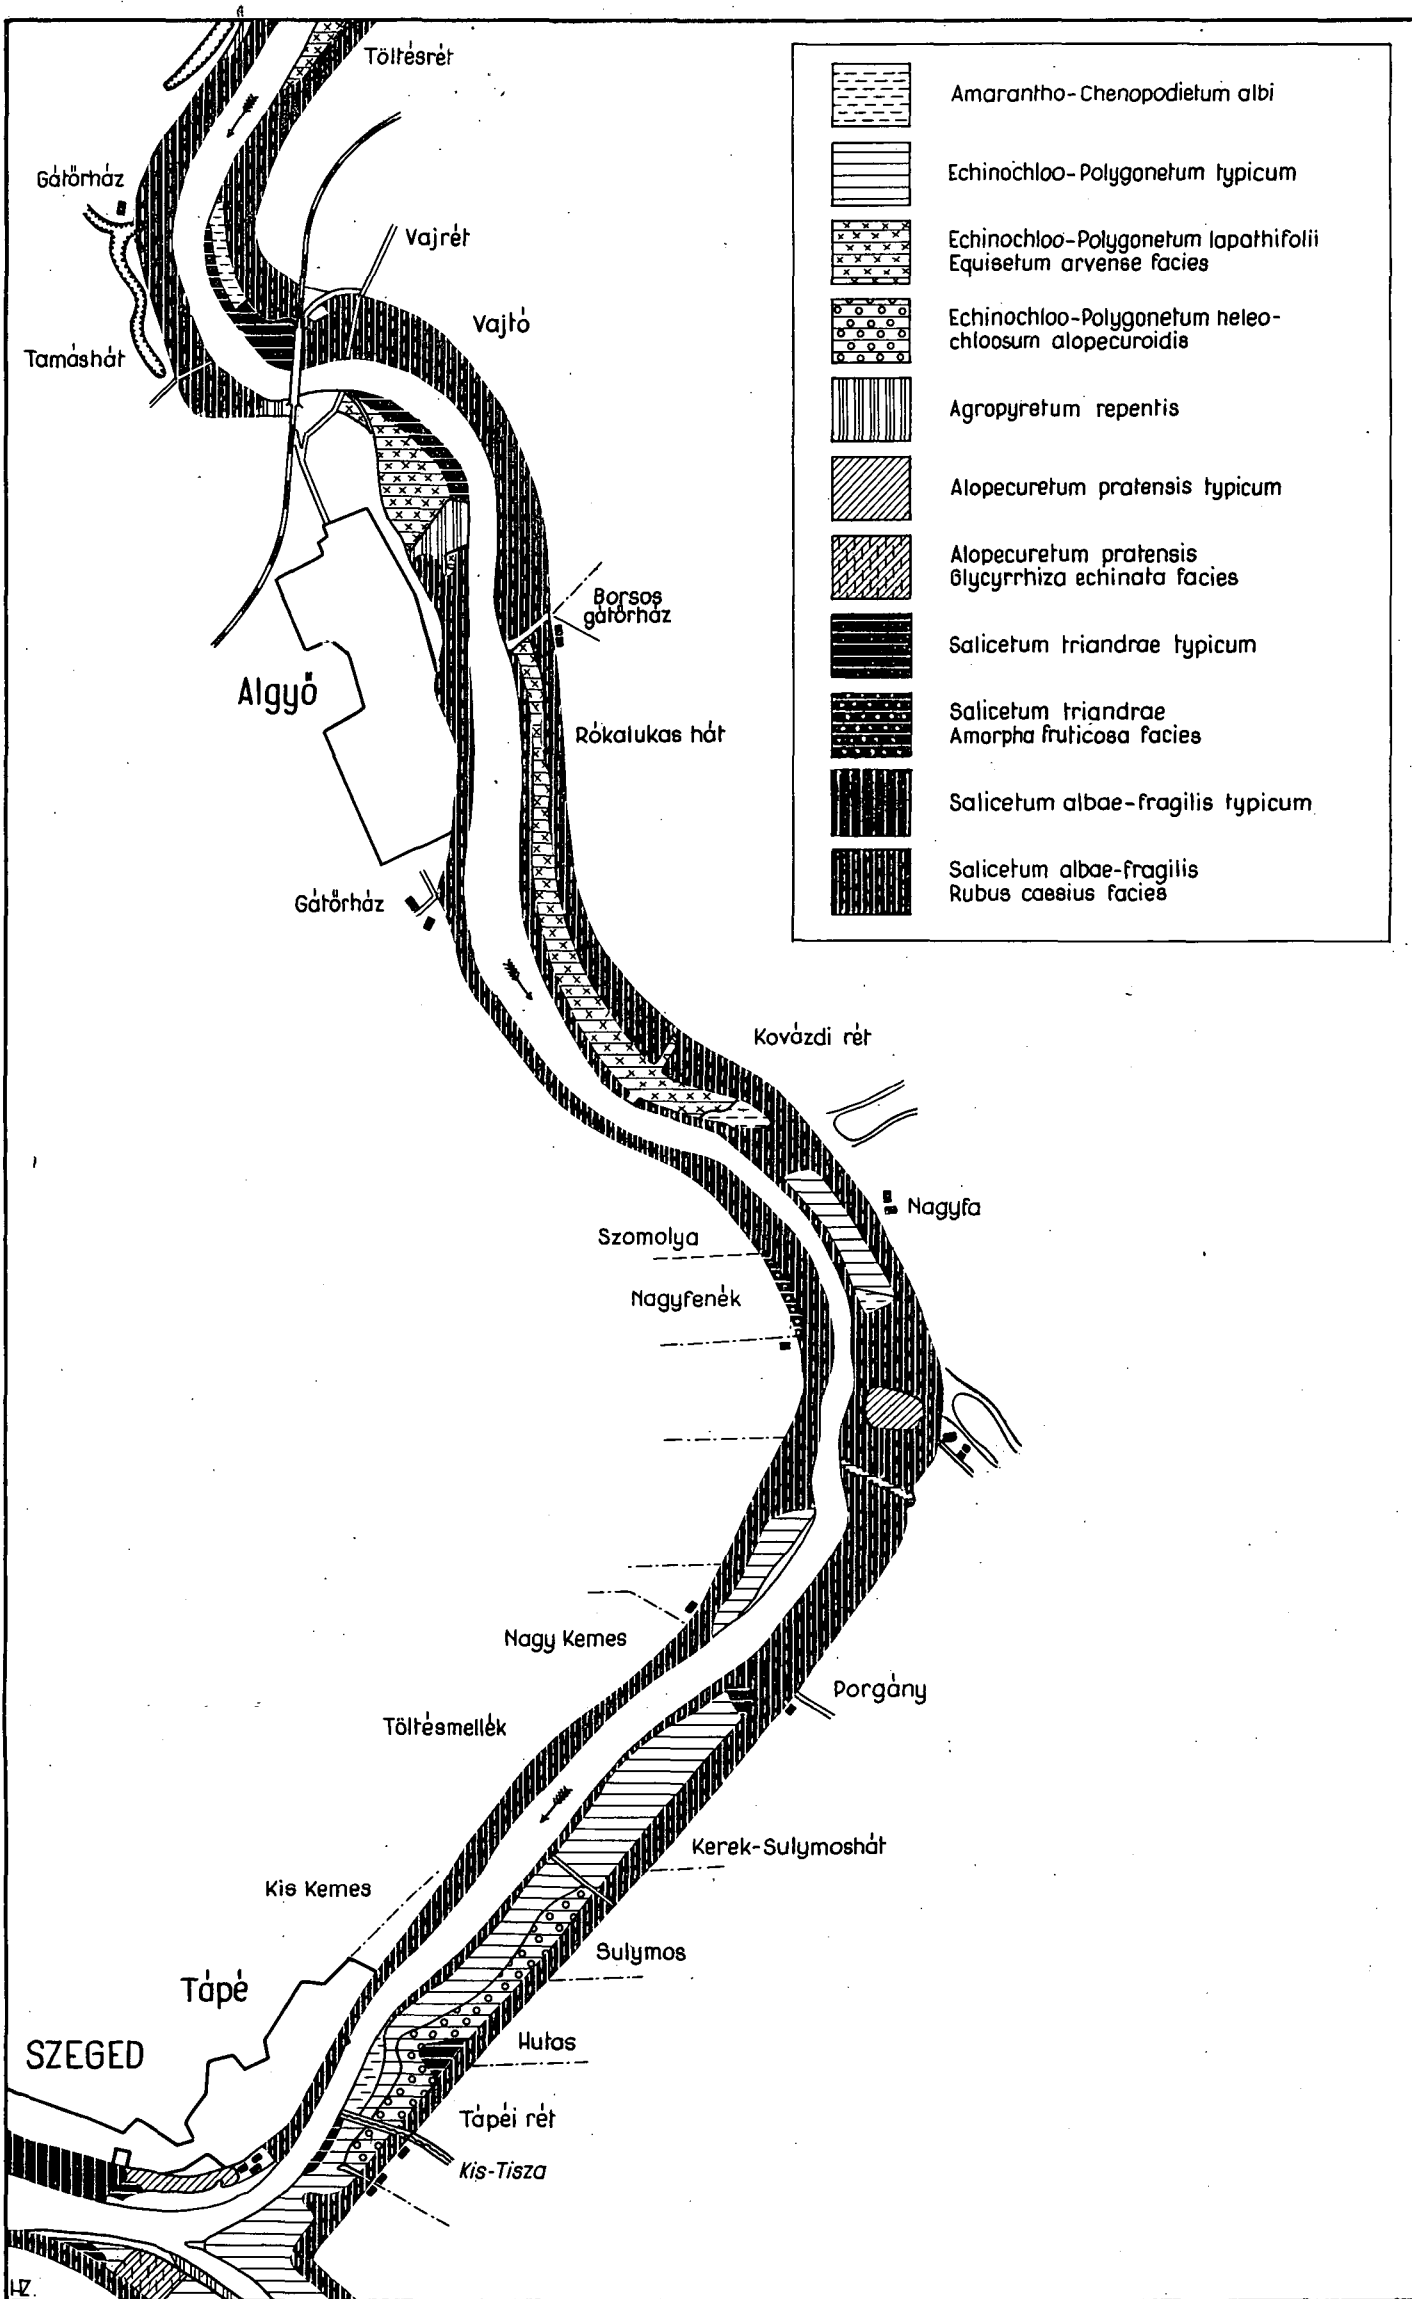 Töltésrét
Gátőrház
Vajrét
Vajtó
Tamáshát
Amarantho-Chenopodietum albi
Echinochloo-Polygonetum typicum
Echinochloo-Polygonetum lapathifolii
Equisetum arvense facies
Echinochloo-Polygonetum heleo-
chloosum alopecuroidis
Agropyretum repentis
Alopecuretum pratensis typicum
Alopecuretum pratensis
Glycyrrhiza echinata facies
Salicetum triandrae typicum
Salicetum triandrae
Amorpha fruticosa facies
Salicetum albae-fragilis typicum
Salicetum albae-fragilis
Rubus caesius facies
Borsos
gátőrház
Algyő
Rókalukas hát
Gátőrház
Kovázdi rét
Nagyfa
Szomolya
Nagyfenék
Nagy Kemes
Porgány
Töltésmellék
Kerek-Sulymoshát
Kis Kemes
Sulymos
Tápé
SZEGED
Hutas
Tápéi rét
Kis-Tisza
HZ.